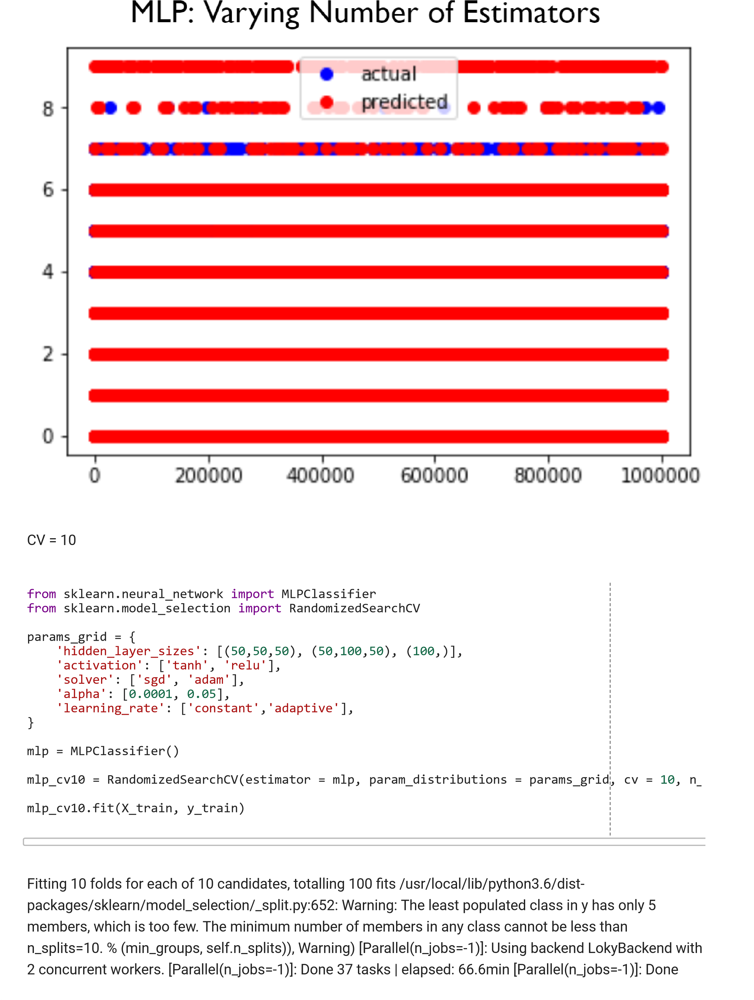 MLP: Varying Number of Estimators
actual
predicted
8
6
4
2
0
0 200000 400000 600000 800000 1000000
CV = 10
from sklearn.neural_network import MLPClassifier
from sklearn.model_selection import RandomizedSearchCV
params_grid = {
    'hidden_layer_sizes': [(50,50,50), (50,100,50), (100,)],
    'activation': ['tanh', 'relu'],
    'solver': ['sgd', 'adam'],
    'alpha': [0.0001, 0.05],
    'learning_rate': ['constant','adaptive'],
}
mlp = MLPClassifier()
mlp_cv10 = RandomizedSearchCV(estimator = mlp, param_distributions = params_grid, cv = 10, n_
mlp_cv10.fit(X_train, y_train)
Fitting 10 folds for each of 10 candidates, totalling 100 fits /usr/local/lib/python3.6/dist-
packages/sklearn/model_selection/_split.py:652: Warning: The least populated class in y has only 5
members, which is too few. The minimum number of members in any class cannot be less than
n_splits=10. % (min_groups, self.n_splits)), Warning) [Parallel(n_jobs=-1)]: Using backend LokyBackend with
2 concurrent workers. [Parallel(n_jobs=-1)]: Done 37 tasks | elapsed: 66.6min [Parallel(n_jobs=-1)]: Done